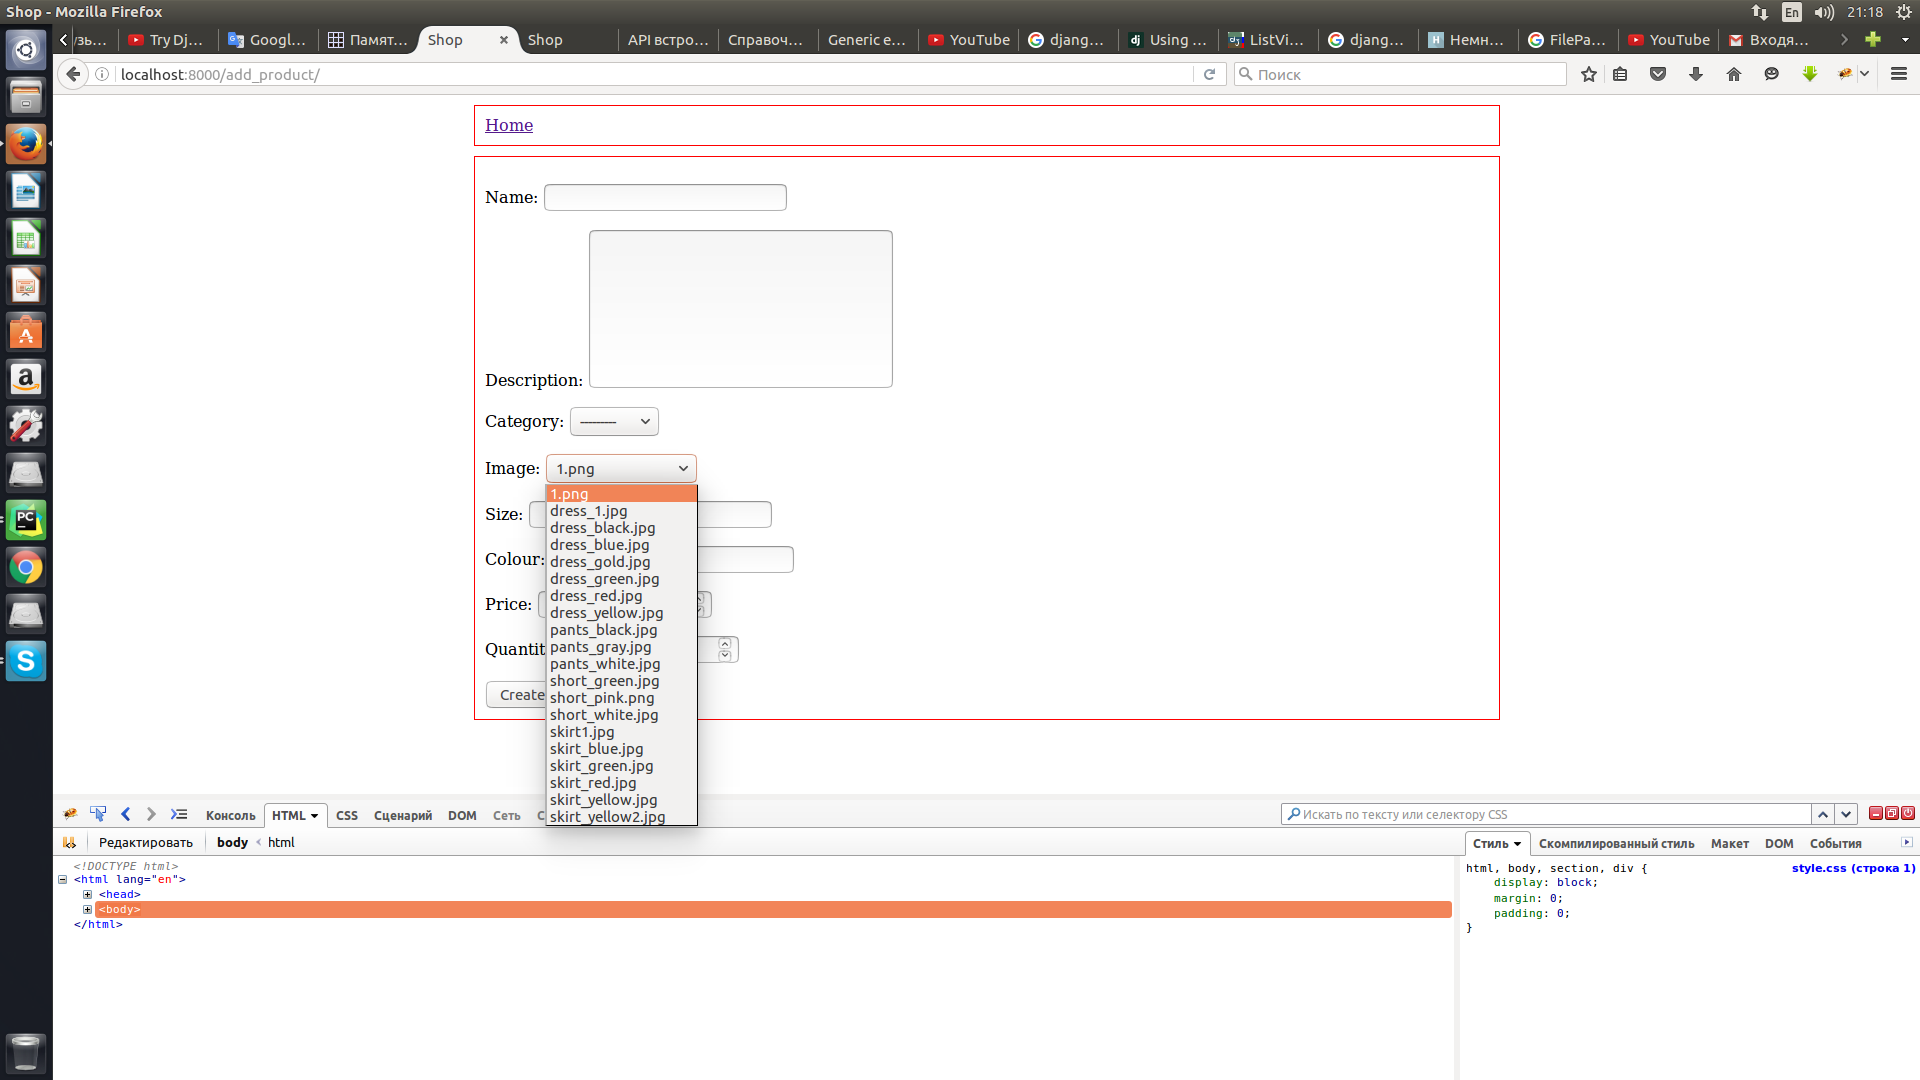 Shop - Mozilla Firefox
En
21:18
Try Dj...
Googl...
Памят...
Shop
Shop
API встро...
Справоч...
Generic e...
YouTube
djang...
Using ...
ListVi...
djang...
Немн...
FilePa...
YouTube
Входя...
localhost:8000/add_product/
Поиск
Home
Name:
Description:
Category:
---------
Image:
1.png
1.png
dress_1.jpg
dress_black.jpg
dress_blue.jpg
dress_gold.jpg
dress_green.jpg
dress_red.jpg
dress_yellow.jpg
pants_black.jpg
pants_gray.jpg
pants_white.jpg
short_green.jpg
short_pink.png
short_white.jpg
skirt1.jpg
skirt_blue.jpg
skirt_green.jpg
skirt_red.jpg
skirt_yellow.jpg
skirt_yellow2.jpg
Size:
Colour:
Price:
Quantit
Create
Консоль
HTML
CSS
Сценарий
DOM
Сеть
Искать по тексту или селектору CSS
Редактировать
body < html
Стиль
Скомпилированный стиль
Макет
DOM
События
<!DOCTYPE html>
<html lang="en">
<head>
<body>
</html>
html, body, section, div {
style.css (строка 1)
display: block;
margin: 0;
padding: 0;
}